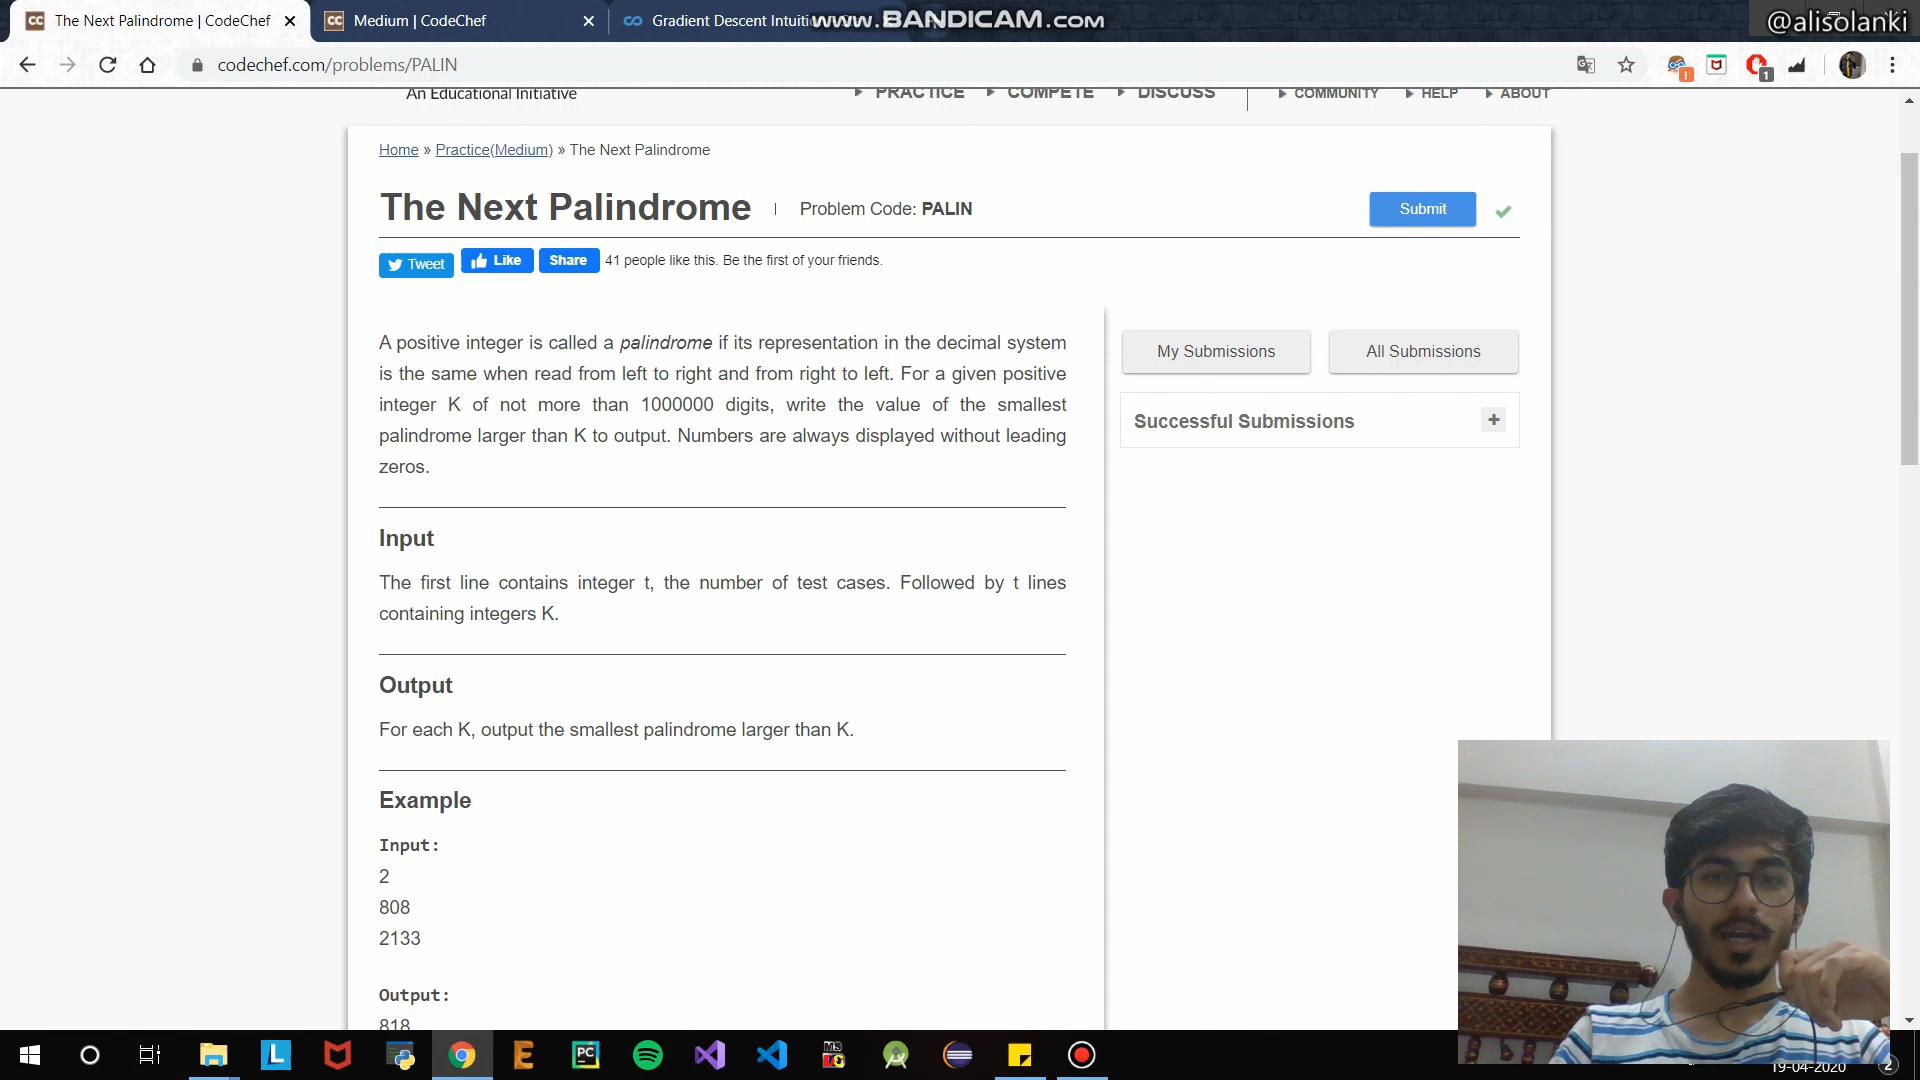 The Next Palindrome | CodeChef
Medium | CodeChef
Gradient Descent Intuiti
www.BANDICAM.com
@alisolanki
codechef.com/problems/PALIN
An Educational Initiative
PRACTICE
COMPETE
DISCUSS
COMMUNITY
HELP
ABOUT
Home » Practice(Medium) » The Next Palindrome
The Next Palindrome
Problem Code: PALIN
Submit
Tweet
Like
Share
41 people like this. Be the first of your friends.
A positive integer is called a palindrome if its representation in the decimal system
is the same when read from left to right and from right to left. For a given positive
integer K of not more than 1000000 digits, write the value of the smallest
palindrome larger than K to output. Numbers are always displayed without leading
zeros.
My Submissions
All Submissions
Successful Submissions
+
Input
The first line contains integer t, the number of test cases. Followed by t lines
containing integers K.
Output
For each K, output the smallest palindrome larger than K.
Example
Input:
2
808
2133
Output:
818
19-04-2020
2